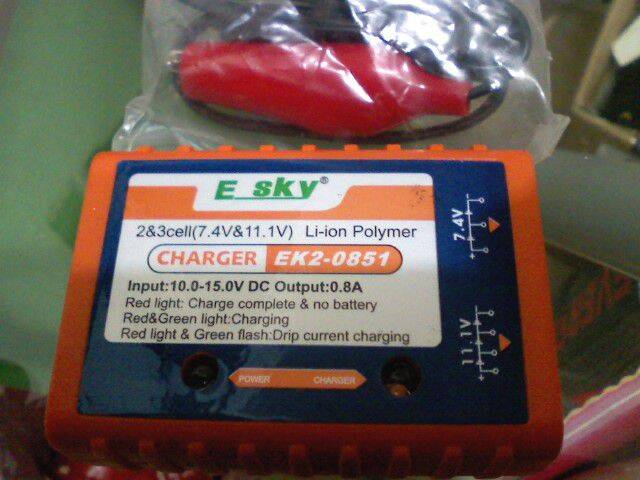 E_sky®
2&3cell(7.4V&11.1V) Li-ion Polymer
CHARGER EK2-0851
Input:10.0-15.0V DC Output:0.8A
Red light: Charge complete & no battery
Red&Green light:Charging
Red light & Green flash:Drip current charging
POWER CHARGER
7.4V
11.1V